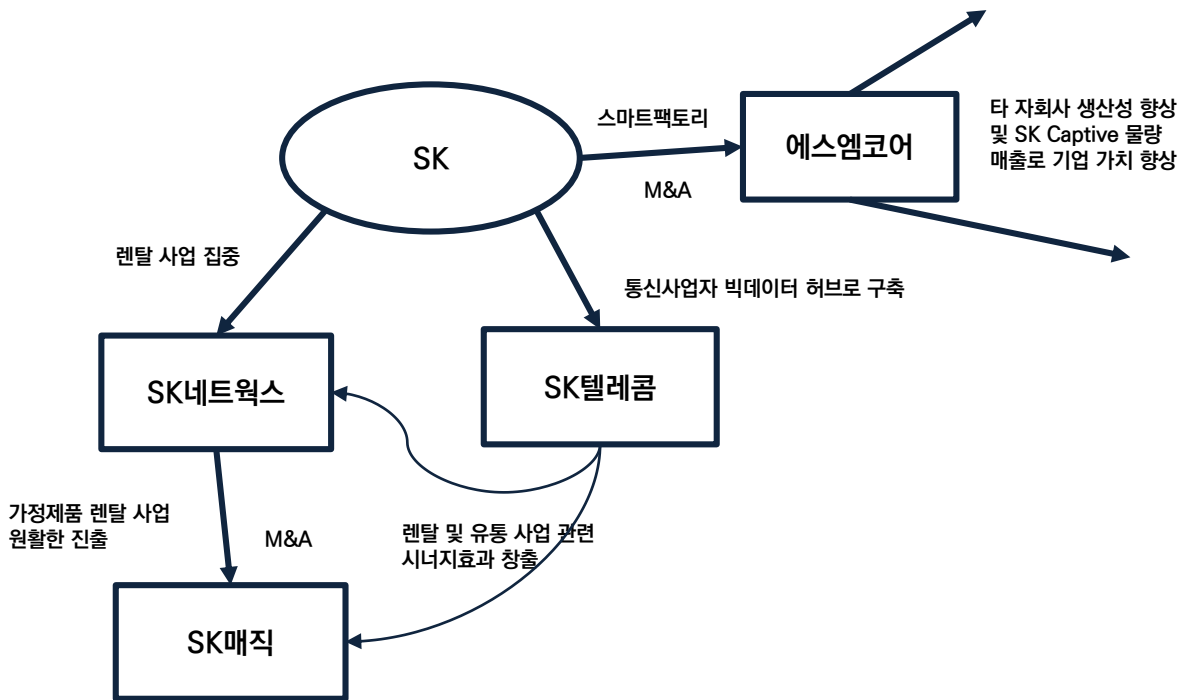 스마트팩토리
타 자회사 생산성 향상
및 SK Captive 물량
매출로 기업 가치 향상
SK
에스엠코어
M&A
렌탈 사업 집중
통신사업자 빅데이터 허브로 구축
SK네트웍스
SK텔레콤
가정제품 렌탈 사업
원활한 진출
M&A
렌탈 및 유통 사업 관련
시너지효과 창출
SK매직